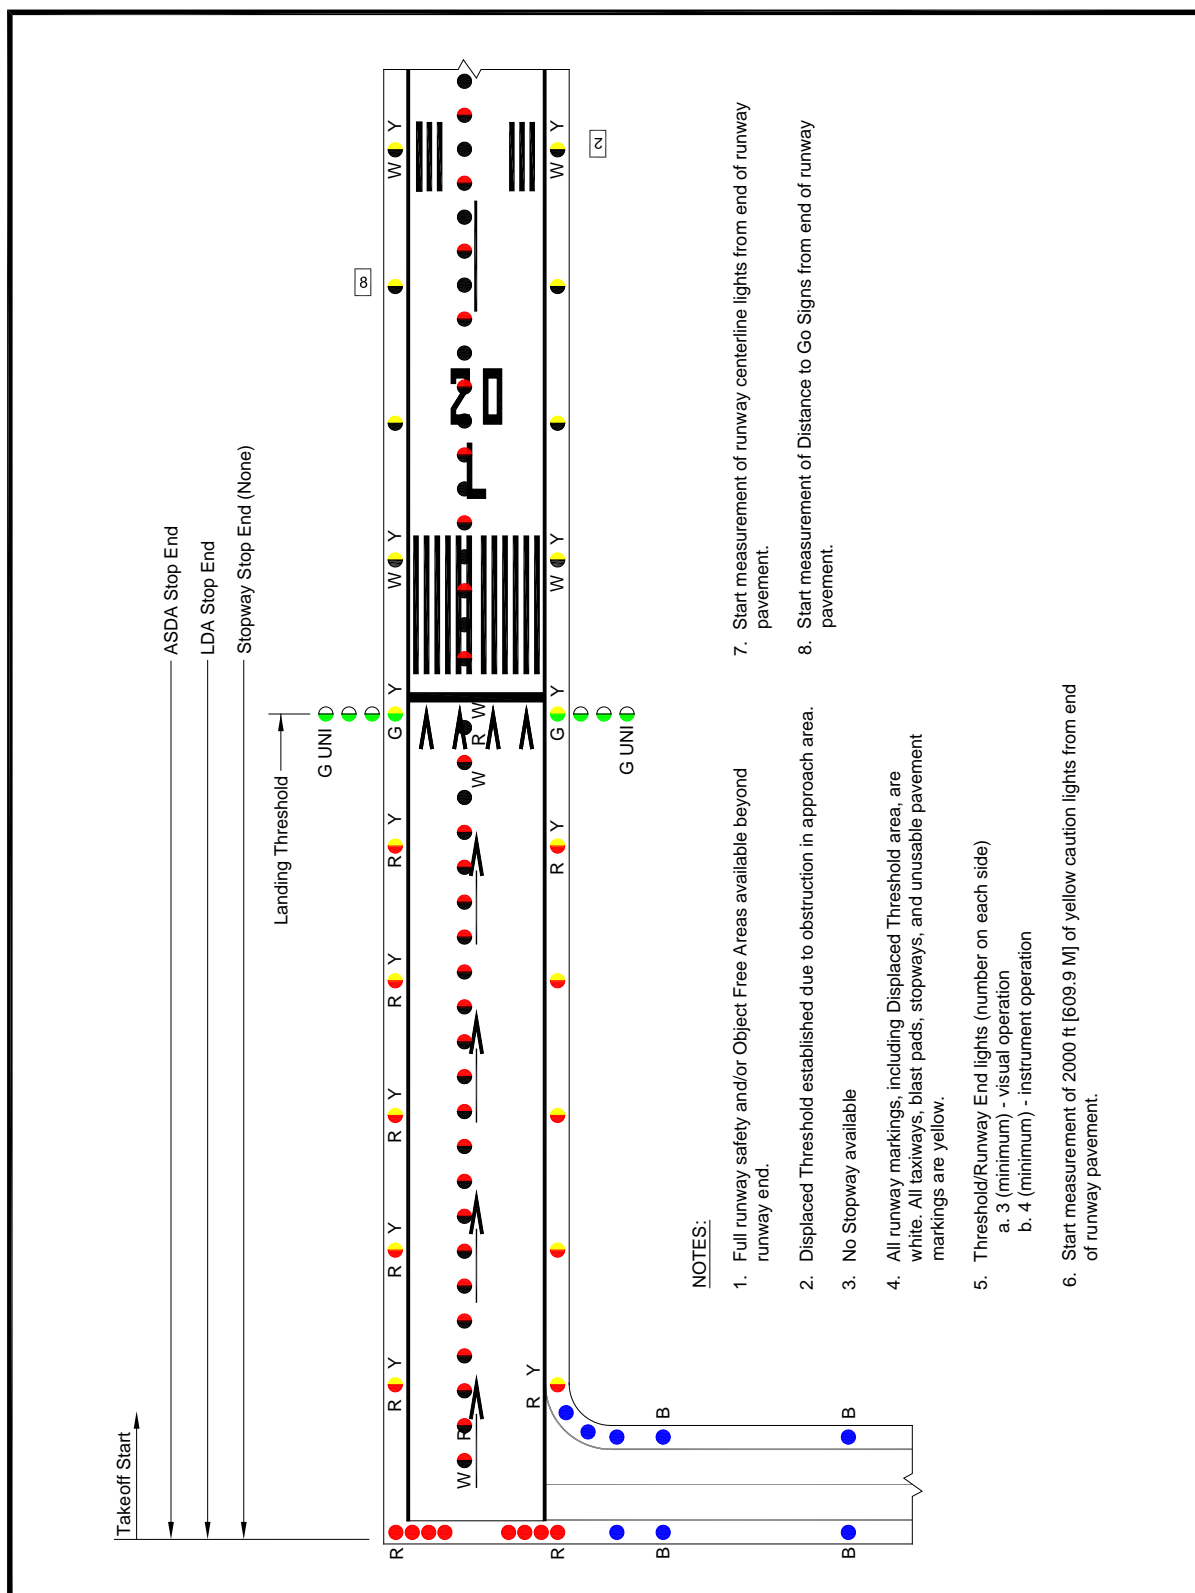 Takeoff Start
ASDA Stop End
LDA Stop End
Stopway Stop End (None)
Landing Threshold
G UNI
8
R R Y R Y R Y R Y R Y G Y W Y W Y
W R W R W
20
L
R Y
R R Y G Y W Y W Y
2
G UNI
B B
B B
NOTES:
1. Full runway safety and/or Object Free Areas available beyond
runway end.
2. Displaced Threshold established due to obstruction in approach area.
3. No Stopway available
4. All runway markings, including Displaced Threshold area, are
white. All taxiways, blast pads, stopways, and unusable pavement
markings are yellow.
5. Threshold/Runway End lights (number on each side)
a. 3 (minimum) - visual operation
b. 4 (minimum) - instrument operation
6. Start measurement of 2000 ft [609.9 M] of yellow caution lights from end
of runway pavement.
7. Start measurement of runway centerline lights from end of runway
pavement.
8. Start measurement of Distance to Go Signs from end of runway
pavement.